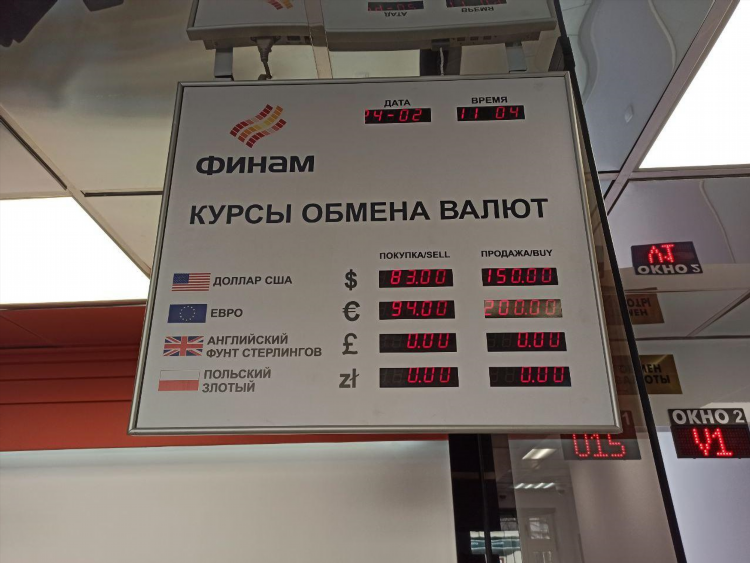 ДАТА ВРЕМЯ
24-02 11 04
ФИНАМ
КУРСЫ ОБМЕНА ВАЛЮТ
ПОКУПКА/SELL ПРОДАЖА/BUY
ДОЛЛАР США $ 83.00 150.00
ЕВРО € 94.00 200.00
АНГЛИЙСКИЙ
ФУНТ СТЕРЛИНГОВ £ 0.00 0.00
ПОЛЬСКИЙ
ЗЛОТЫЙ zł 0.00 0.00
ОКНО 2
ОКНО 2
V1
U15